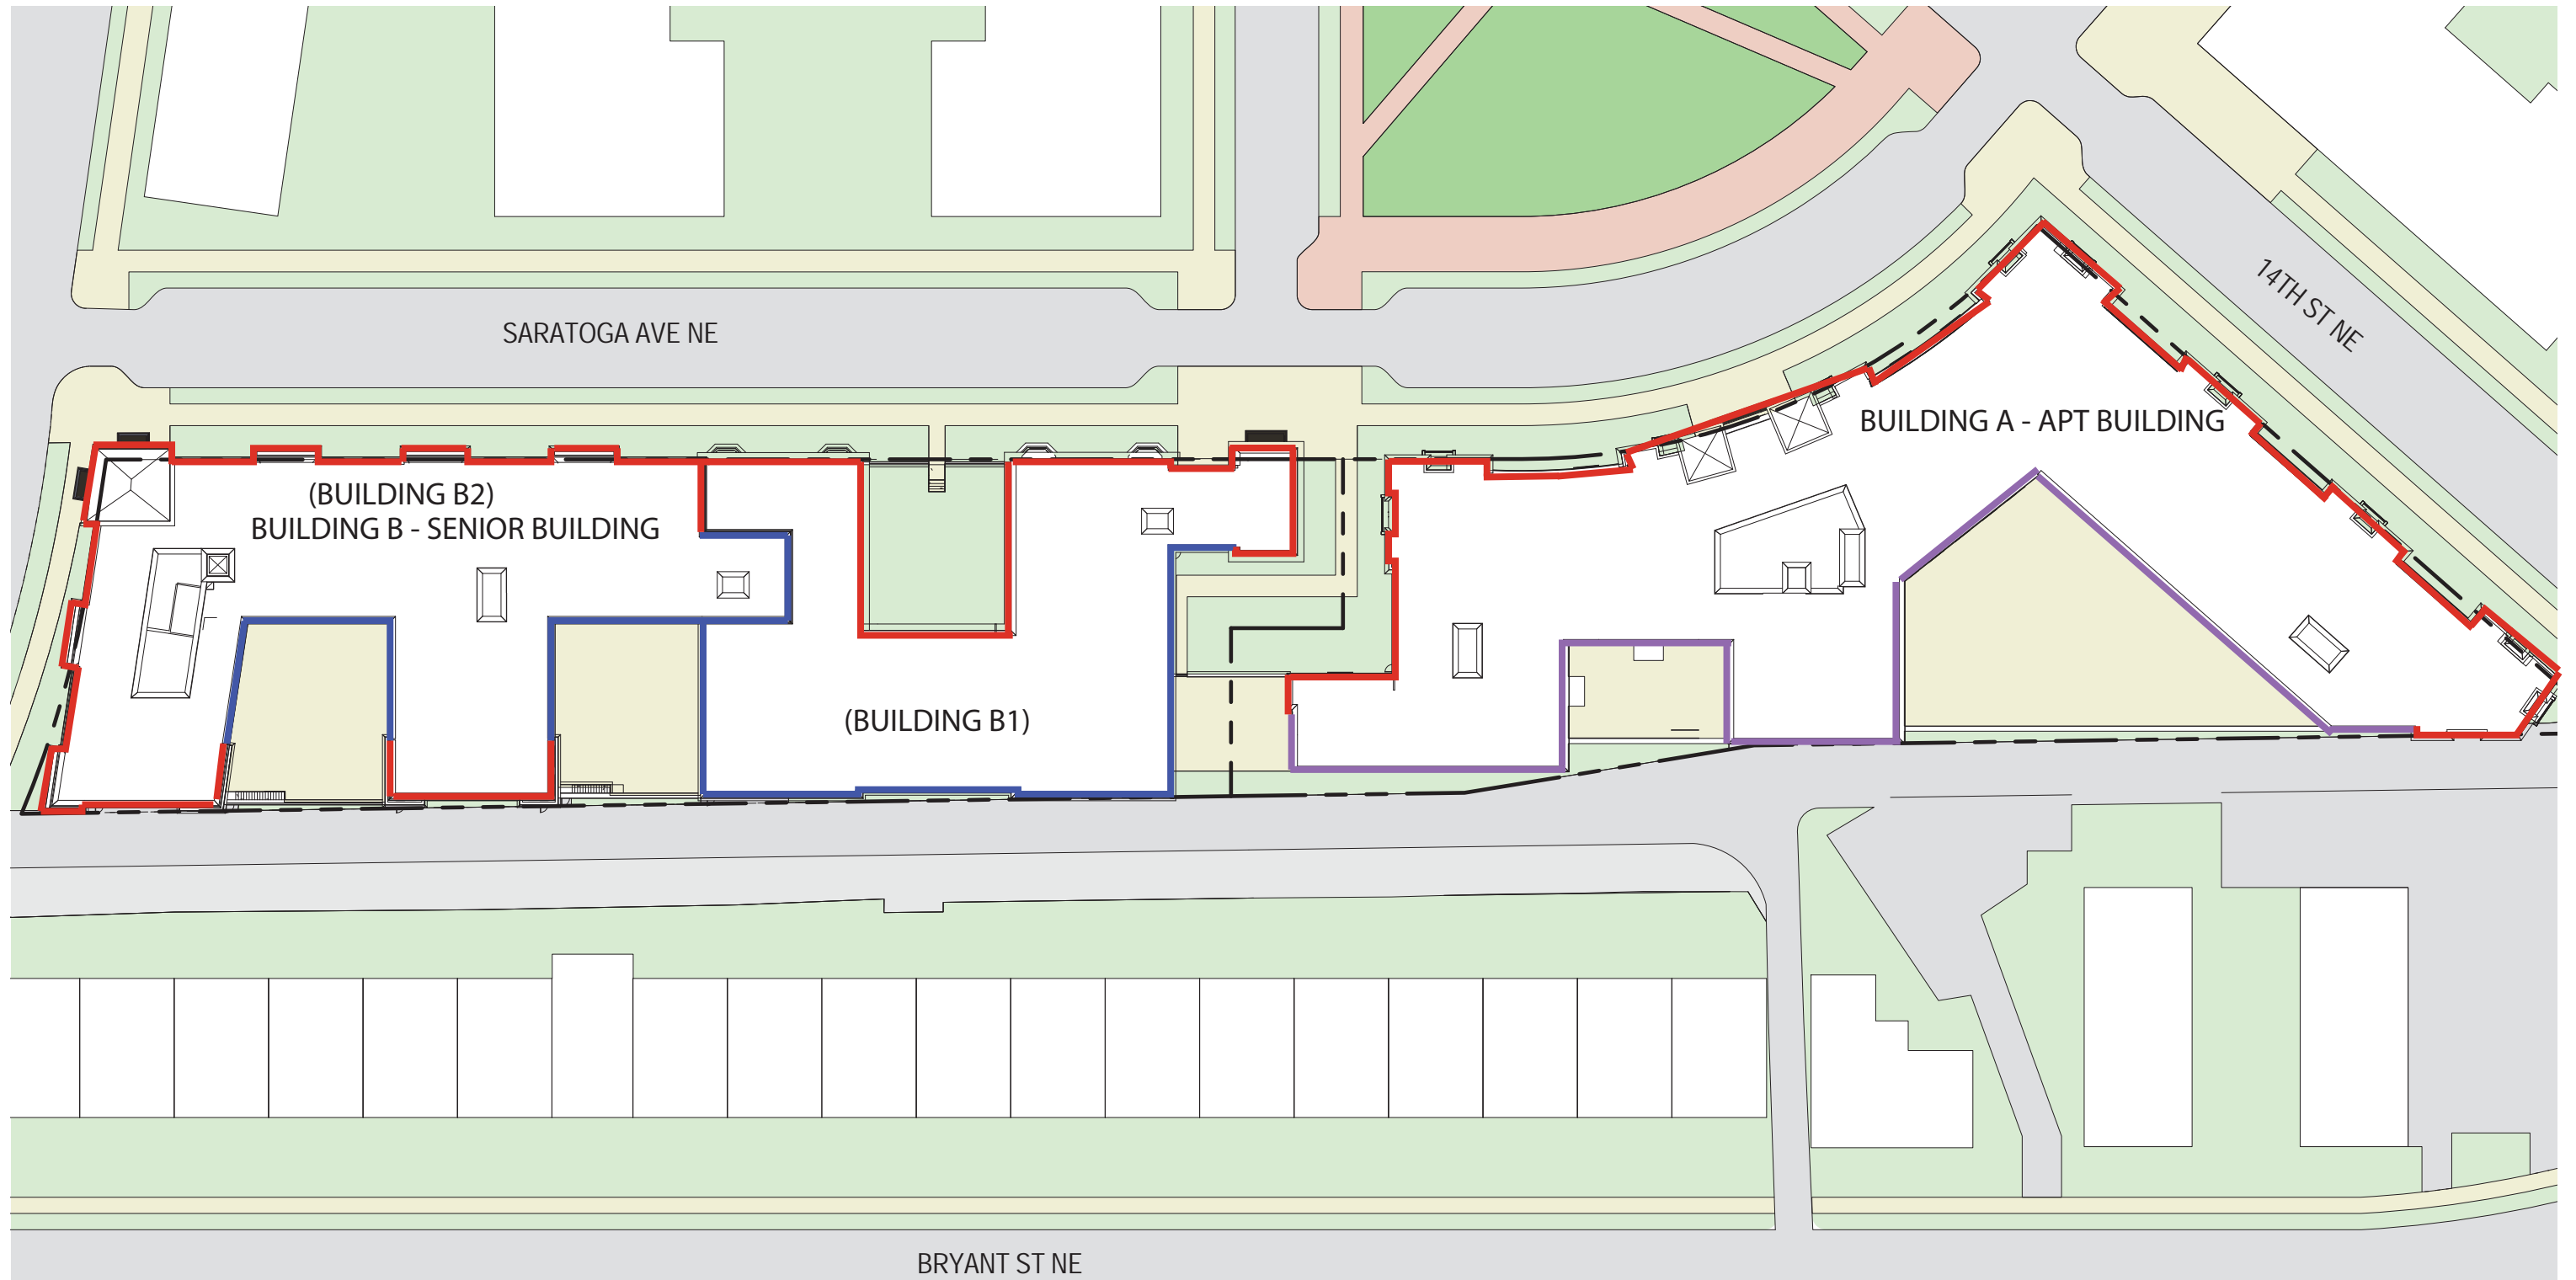 SARATOGA AVE NE
14TH ST NE
BUILDING A - APT BUILDING
(BUILDING B2)
BUILDING B - SENIOR BUILDING
(BUILDING B1)
BRYANT ST NE